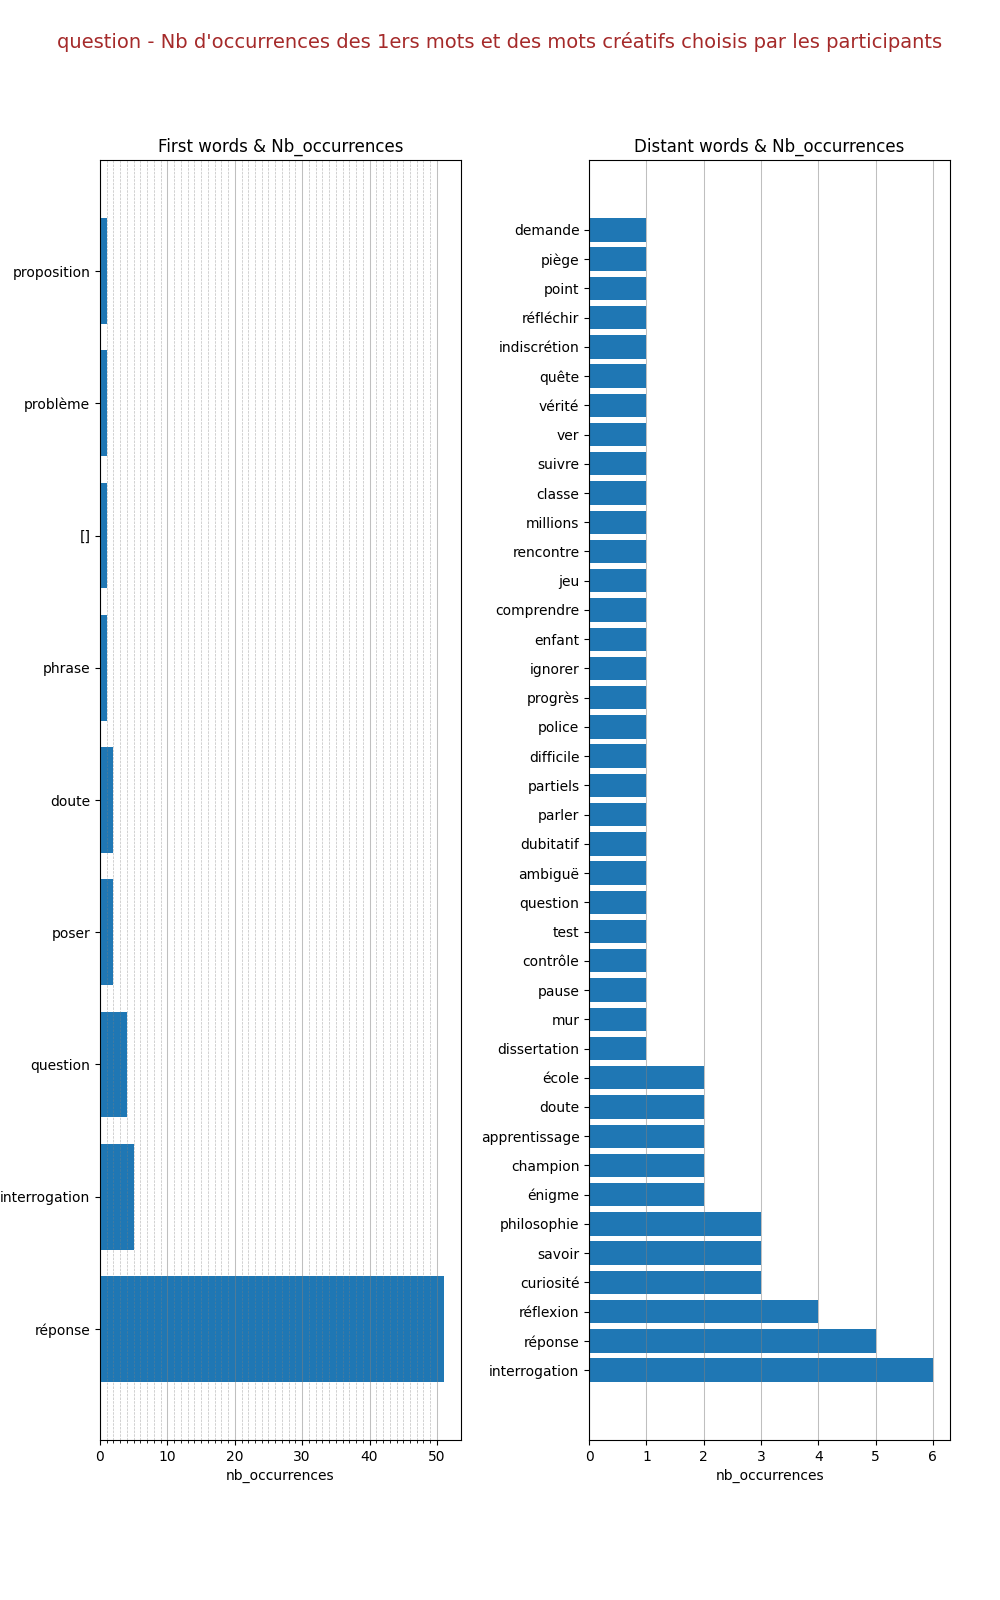 question - Nb d'occurrences des 1ers mots et des mots créatifs choisis par les participants
First words & Nb_occurrences
proposition
problème
[]
phrase
doute
poser
question
interrogation
réponse
0 10 20 30 40 50
nb_occurrences
Distant words & Nb_occurrences
demande
piège
point
réfléchir
indiscrétion
quête
vérité
ver
suivre
classe
millions
rencontre
jeu
comprendre
enfant
ignorer
progrès
police
difficile
partiels
parler
dubitatif
ambiguë
question
test
contrôle
pause
mur
dissertation
école
doute
apprentissage
champion
énigme
philosophie
savoir
curiosité
réflexion
réponse
interrogation
0 1 2 3 4 5 6
nb_occurrences